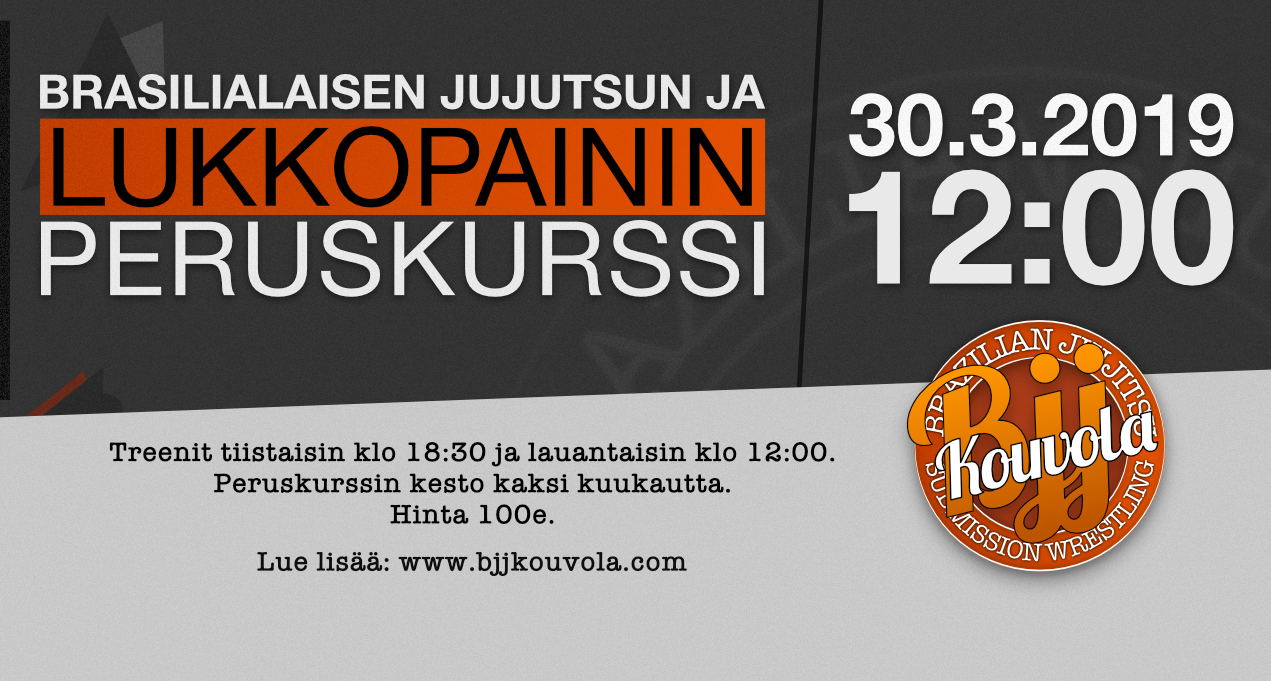 BRASILIALAISEN JUJUTSUN JA
LUKKOPAININ
PERUSKURSSI
30.3.2019
12:00
Treenit tiistaisin klo 18:30 ja lauantaisin klo 12:00.
Peruskurssin kesto kaksi kuukautta.
Hinta 100e.
Lue lisää: www.bjjkouvola.com
BRAZILIAN JIUJITSU
Bjj
Kouvola
SUBMISSION WRESTLING